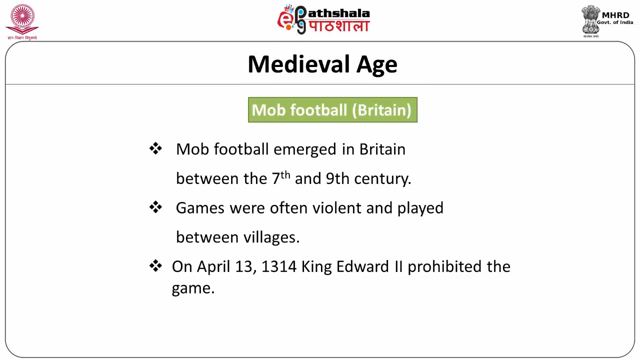 ePathshala
पाठशाला
MHRD
Govt. of India
Medieval Age
Mob football (Britain)
❖ Mob football emerged in Britain
between the 7th and 9th century.
❖ Games were often violent and played
between villages.
❖ On April 13, 1314 King Edward II prohibited the
game.